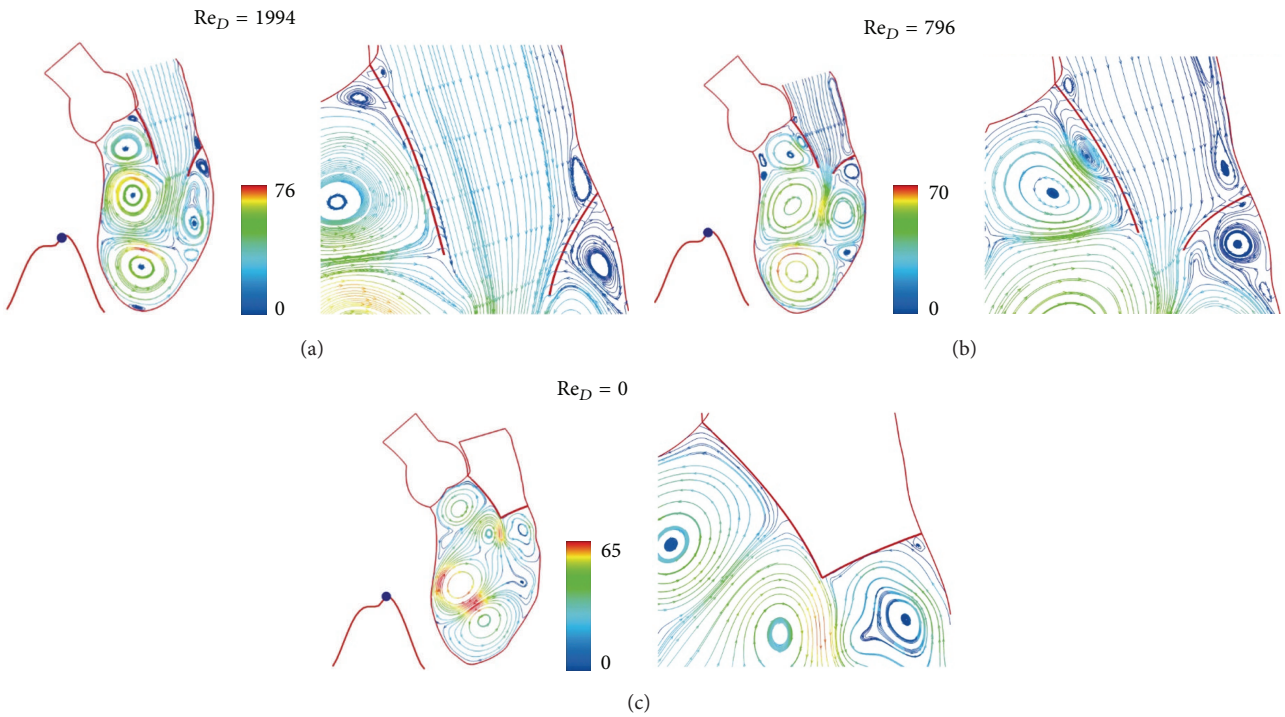 Re_D = 1994
76
0
(a)
Re_D = 796
70
0
(b)
Re_D = 0
65
0
(c)